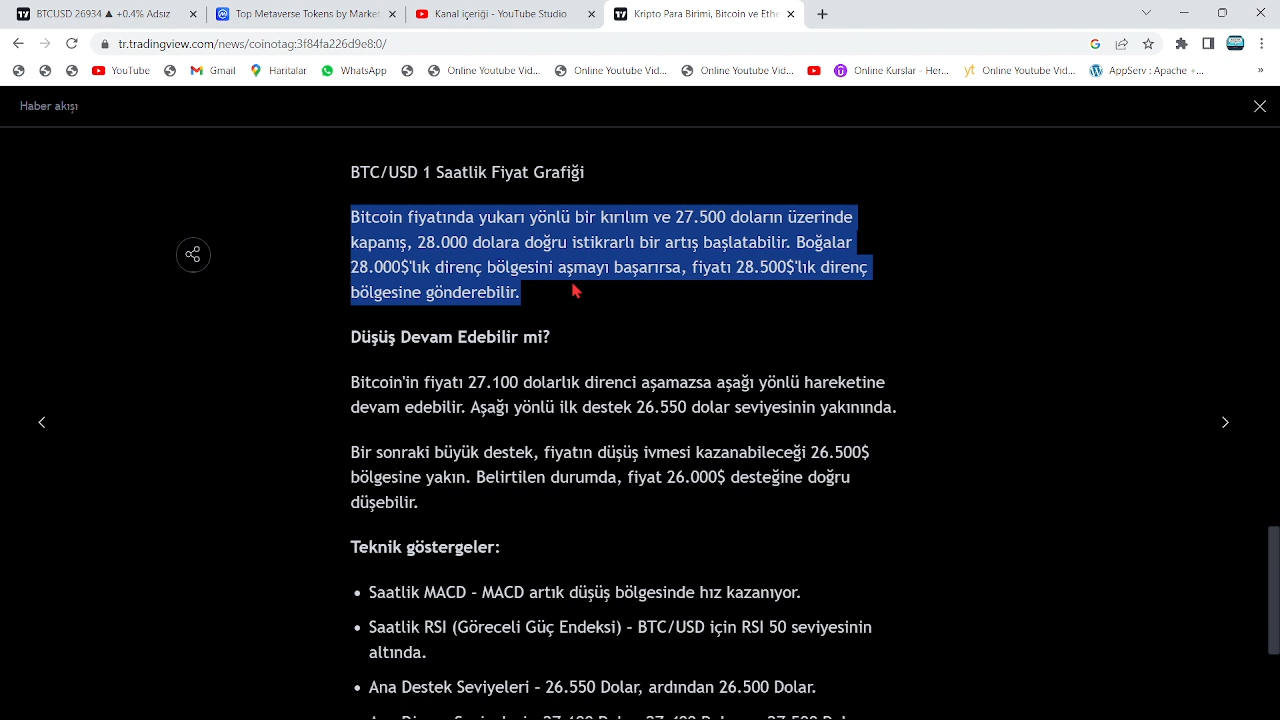 BTCUSD 26934 ▲ +0.4% Adsız
Top Metaverse Tokens by Market
Kanal içeriği - YouTube Studio
Kripto Para Birimi, Bitcoin ve Ethe
tr.tradingview.com/news/coinotag:3f84fa226d9e8:0/
YouTube
Gmail
Haritalar
WhatsApp
Online Youtube Vid...
Online Youtube Vid...
Online Youtube Vid...
Online Kurslar - Her...
Online Youtube Vid...
AppServ : Apache +...
Haber akışı
BTC/USD 1 Saatlik Fiyat Grafiği
Bitcoin fiyatında yukarı yönlü bir kırılım ve 27.500 doların üzerinde
kapanış, 28.000 dolara doğru istikrarlı bir artış başlatabilir. Boğalar
28.000$'lık direnç bölgesini aşmayı başarırsa, fiyatı 28.500$'lık direnç
bölgesine gönderebilir.
Düşüş Devam Edebilir mi?
Bitcoin'in fiyatı 27.100 dolarlık direnci aşamazsa aşağı yönlü hareketine
devam edebilir. Aşağı yönlü ilk destek 26.550 dolar seviyesinin yakınında.
Bir sonraki büyük destek, fiyatın düşüş ivmesi kazanabileceği 26.500$
bölgesine yakın. Belirtilen durumda, fiyat 26.000$ desteğine doğru
düşebilir.
Teknik göstergeler:
• Saatlik MACD – MACD artık düşüş bölgesinde hız kazanıyor.
• Saatlik RSI (Göreceli Güç Endeksi) – BTC/USD için RSI 50 seviyesinin
altında.
• Ana Destek Seviyeleri – 26.550 Dolar, ardından 26.500 Dolar.